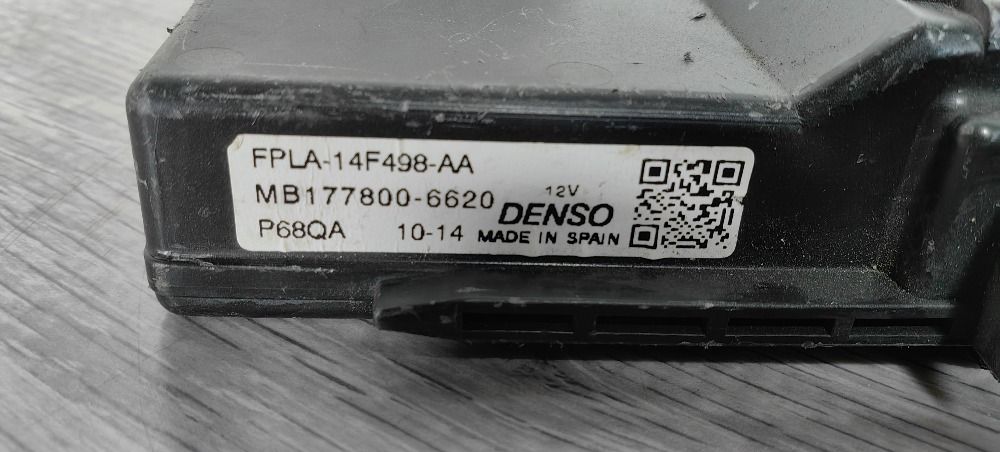 FPLA-14F498-AA
MB177800-6620
12V
DENSO
P68QA 10-14 MADE IN SPAIN